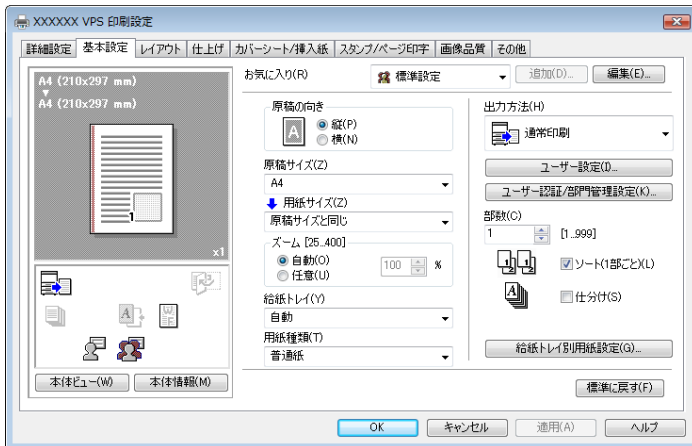 XXXXXX VPS 印刷設定
詳細設定 基本設定 レイアウト 仕上げ カバーシート/挿入紙 スタンプ/ページ印字 画像品質 その他
A4 (210x297 mm)
A4 (210x297 mm)
1
x1
本体ビュー(W) 本体情報(M)
お気に入り(R) 標準設定 追加(D)... 編集(E)...
原稿の向き
A
縦(P)
横(N)
原稿サイズ(Z)
A4
用紙サイズ(Z)
原稿サイズと同じ
ズーム [25..400]
自動(O)
任意(U)
100 %
給紙トレイ(Y)
自動
用紙種類(T)
普通紙
出力方法(H)
通常印刷
ユーザー設定(I)...
ユーザー認証/部門管理設定(K)...
部数(C)
1 [1..999]
ソート(1部ごと)(L)
仕分け(S)
給紙トレイ別用紙設定(G)...
標準に戻す(F)
OK キャンセル 適用(A) ヘルプ